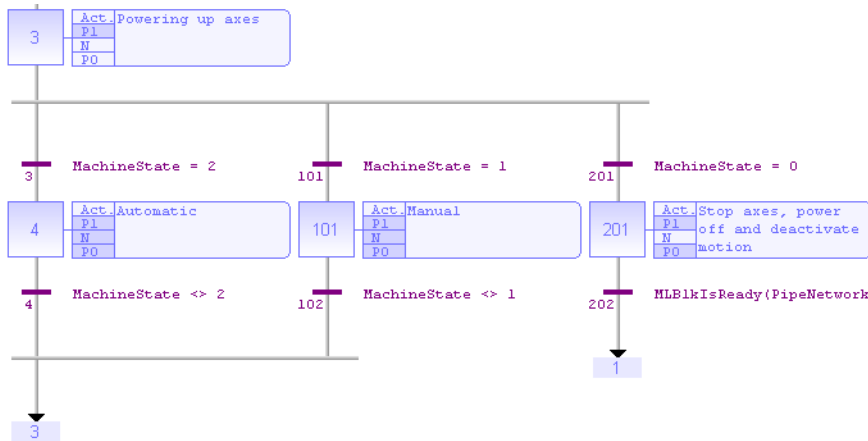 3
Act. Powering up axes
P1
N
P0
3 MachineState = 2
101 MachineState = 1
201 MachineState = 0
4
Act. Automatic
P1
N
P0
101
Act. Manual
P1
N
P0
201
Act. Stop axes, power
P1 off and deactivate
N motion
P0
4 MachineState <> 2
102 MachineState <> 1
202 MLBlkIsReady(PipeNetwork
1
3